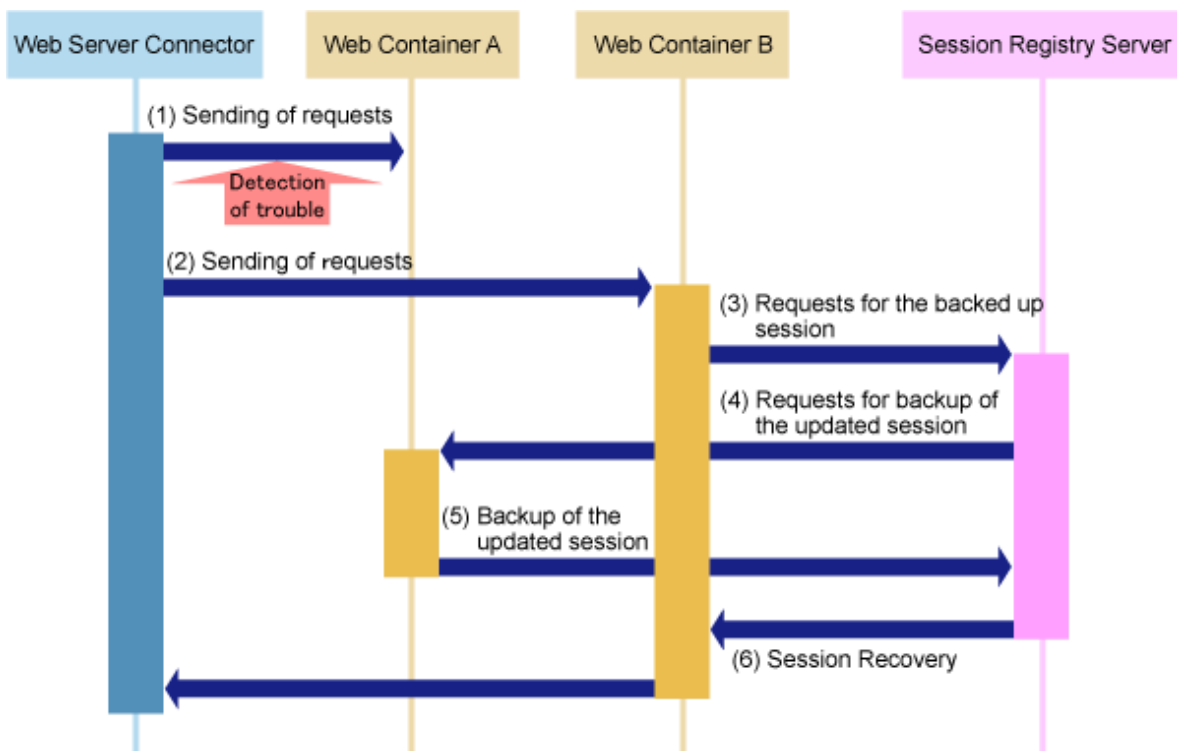 Web Server Connector
Web Container A
Web Container B
Session Registry Server
(1) Sending of requests
Detection
of trouble
(2) Sending of requests
(3) Requests for the backed up
session
(4) Requests for backup of
the updated session
(5) Backup of the
updated session
(6) Session Recovery